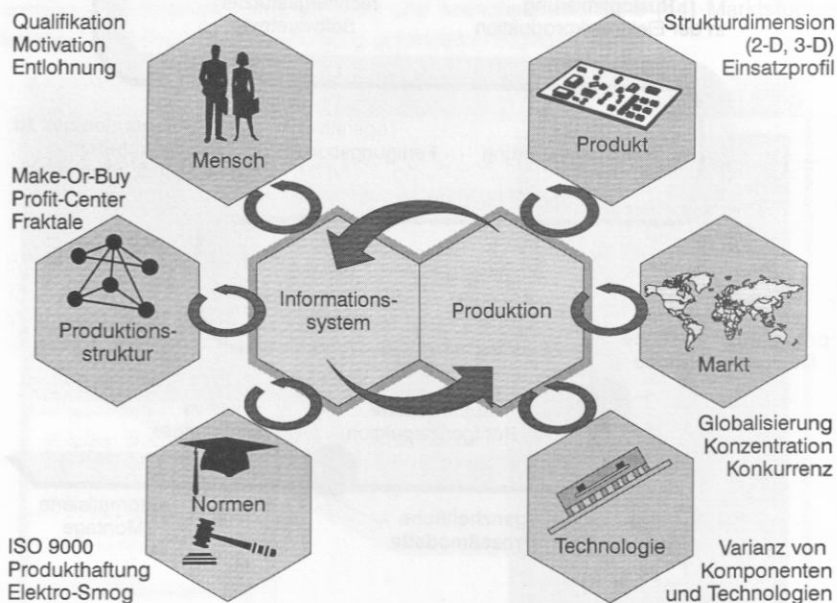 Qualifikation
Motivation
Entlohnung
Mensch
Strukturdimension
(2-D, 3-D)
Einsatzprofil
Produkt
Make-Or-Buy
Profit-Center
Fraktale
Produktions-
struktur
Informations-
system
Produktion
Markt
Globalisierung
Konzentration
Konkurrenz
Normen
ISO 9000
Produkthaftung
Elektro-Smog
Technologie
Varianz von
Komponenten
und Technologien